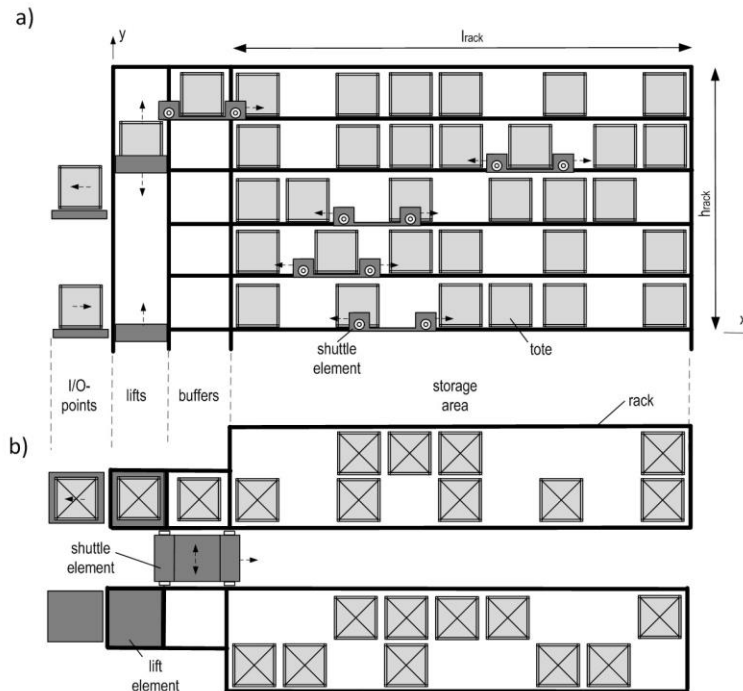 a)
y
lrack
hrack
x
shuttle
element
tote
I/O-
points
lifts
buffers
storage
area
rack
b)
shuttle
element
lift
element